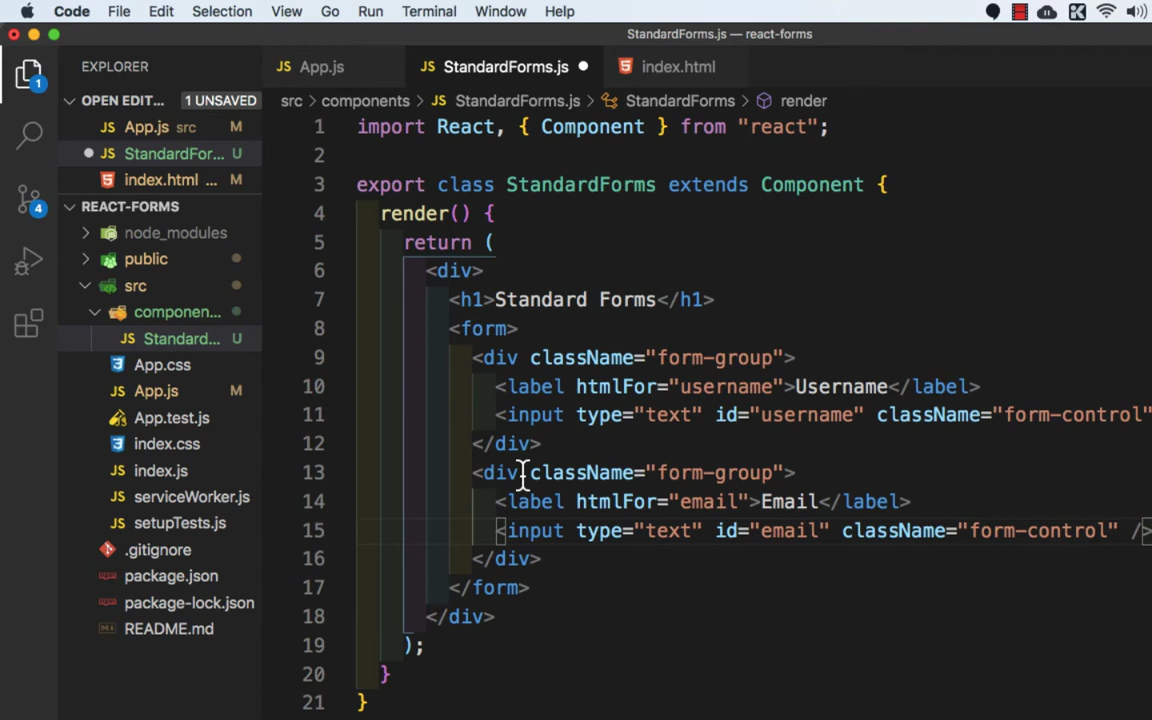 Code File Edit Selection View Go Run Terminal Window Help
StandardForms.js — react-forms
EXPLORER
App.js
StandardForms.js
index.html
OPEN EDIT... 1 UNSAVED
src > components > StandardForms.js > StandardForms > render
App.js src M
StandardFor... U
index.html ... M
REACT-FORMS
node_modules
public
src
componen...
Standard... U
App.css
App.js M
App.test.js
index.css
index.js
serviceWorker.js
setupTests.js
.gitignore
package.json
package-lock.json
README.md
1 import React, { Component } from "react";
2
3 export class StandardForms extends Component {
4 render() {
5 return (
6 <div>
7 <h1>Standard Forms</h1>
8 <form>
9 <div className="form-group">
10 <label htmlFor="username">Username</label>
11 <input type="text" id="username" className="form-control"
12 </div>
13 <div className="form-group">
14 <label htmlFor="email">Email</label>
15 <input type="text" id="email" className="form-control" />
16 </div>
17 </form>
18 </div>
19 );
20 }
21 }
1
4